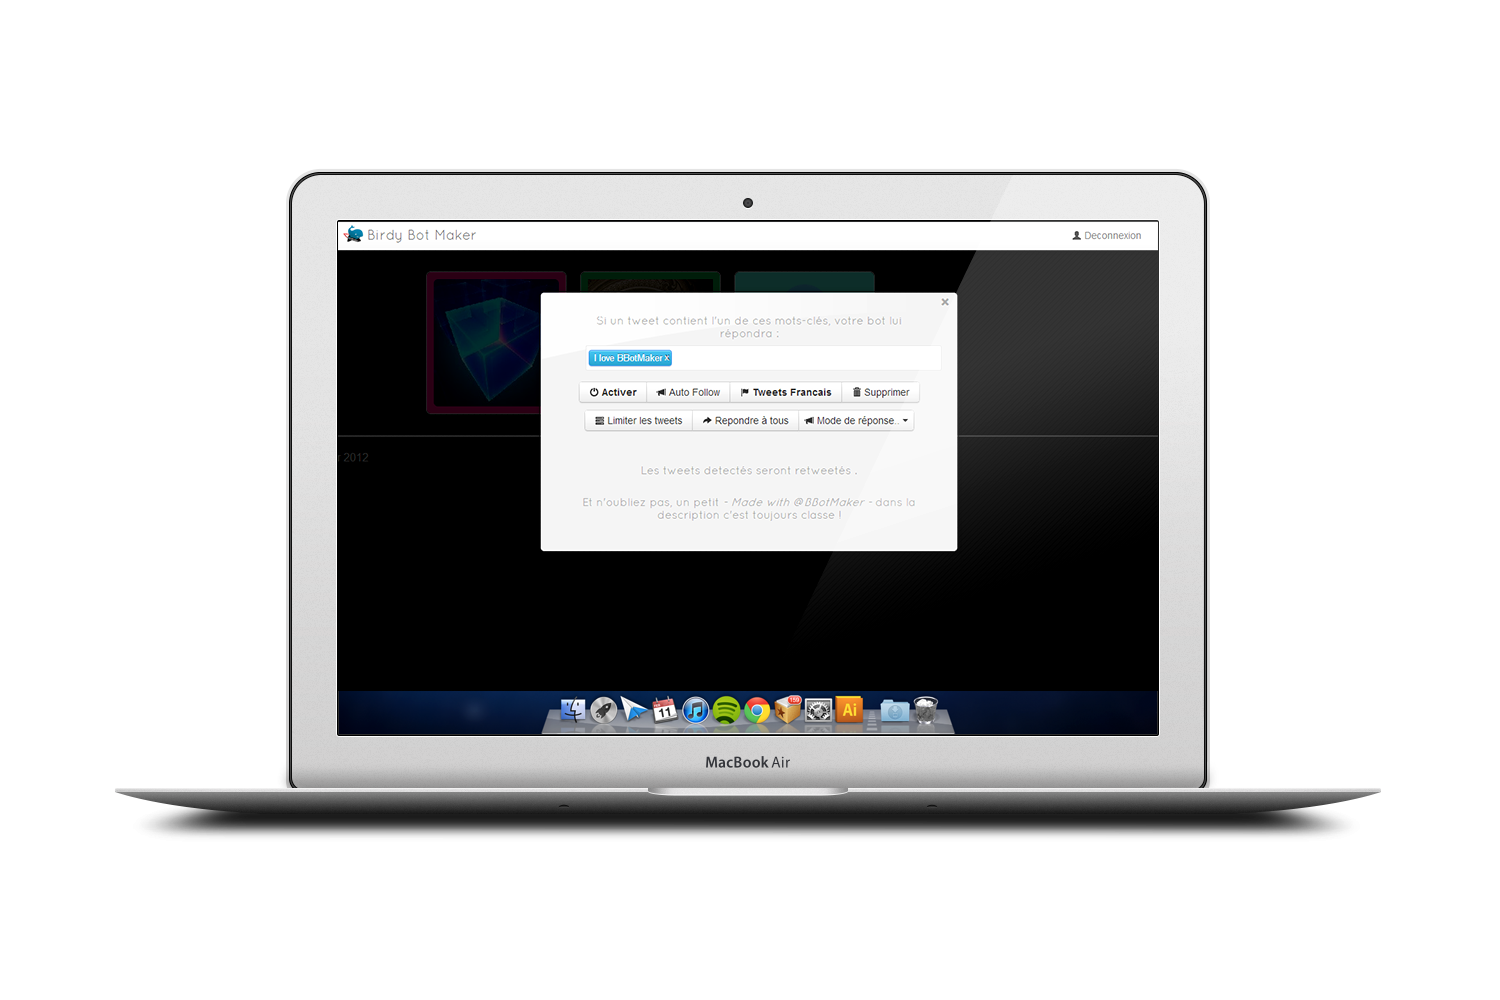 Birdy Bot Maker
Deconnexion
Si un tweet contient l'un de ces mots-clés, votre bot lui
répondra :
I love BBotMaker x
Activer Auto Follow Tweets Francais Supprimer
Limiter les tweets Repondre à tous Mode de réponse..
r 2012
Les tweets detectés seront retweetés .
Et n'oubliez pas, un petit - Made with @BBotMaker - dans la
description c'est toujours classe !
11
159
Ai
MacBook Air